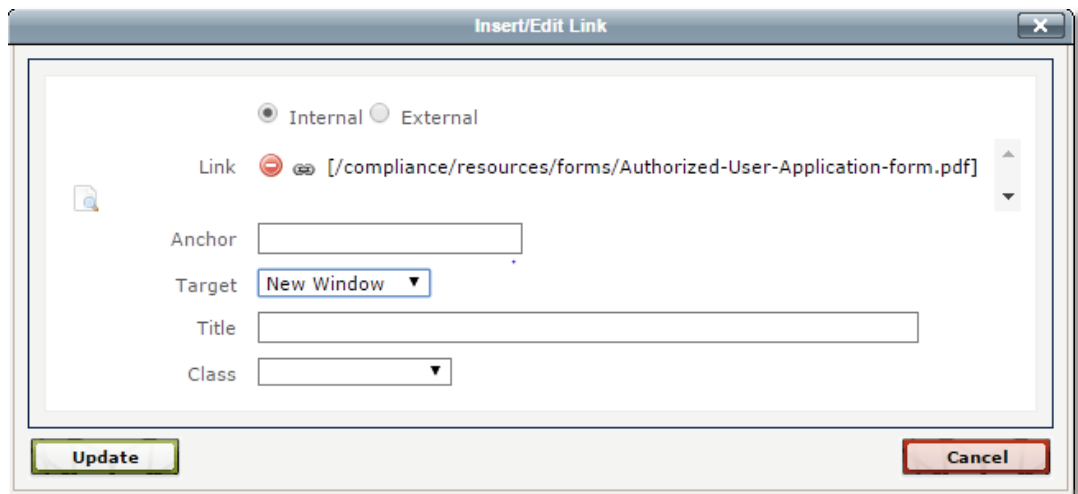 Insert/Edit Link
Internal External
Link [/compliance/resources/forms/Authorized-User-Application-form.pdf]
Anchor
Target New Window
Title
Class
Update Cancel